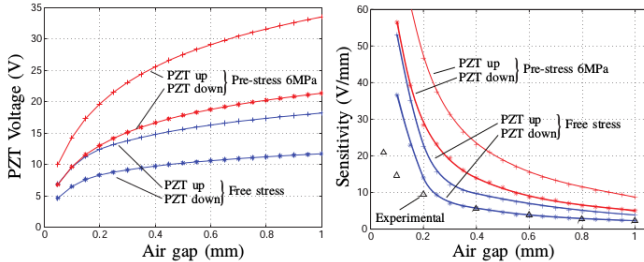 35
30
25
20
15
10
5
0
0 0.2 0.4 0.6 0.8 1
PZT Voltage (V)
Air gap (mm)
PZT up
PZT down
Pre-stress 6MPa
PZT up
PZT down
Free stress
60
50
40
30
20
10
0
0 0.2 0.4 0.6 0.8 1
Sensitivity (V/mm)
Air gap (mm)
PZT up
PZT down
Pre-stress 6MPa
PZT up
PZT down
Free stress
Experimental